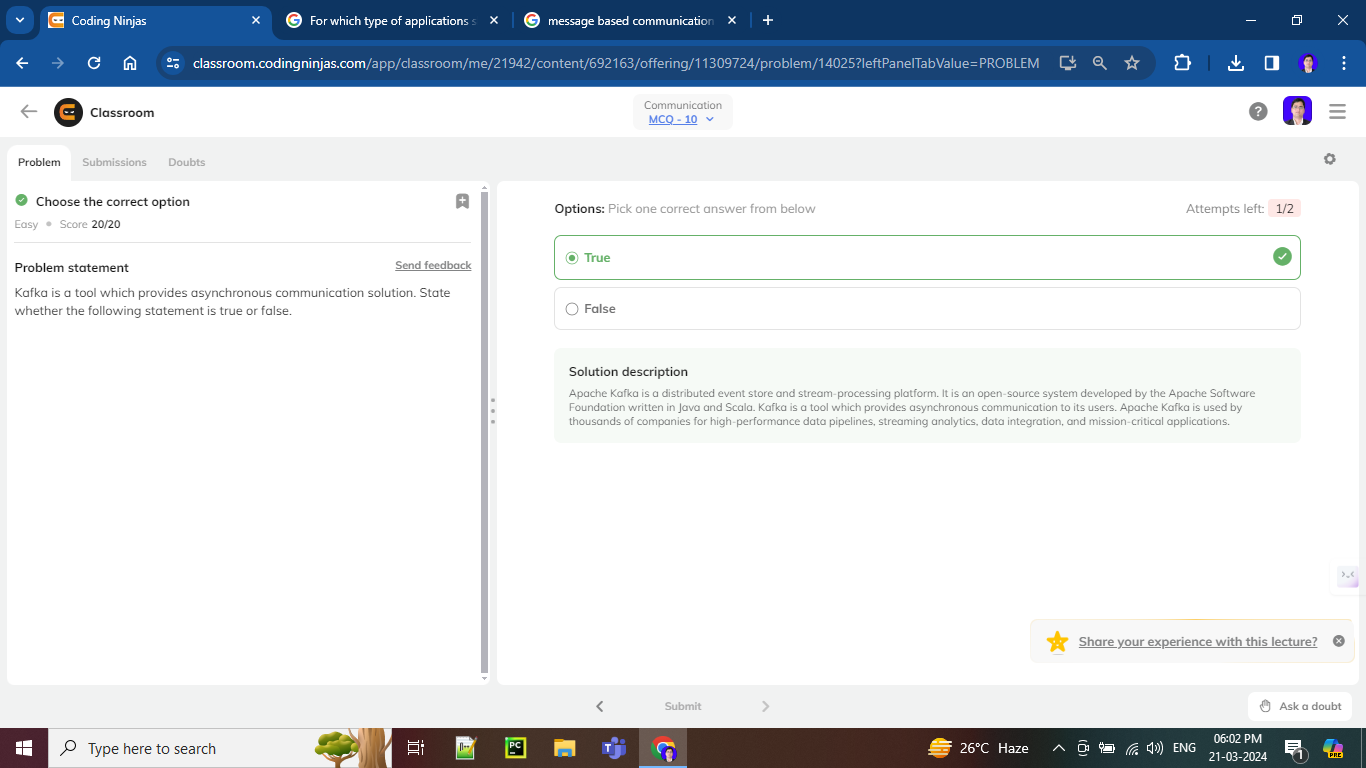 Coding Ninjas
For which type of applications s
message based communication
classroom.codingninjas.com/app/classroom/me/21942/content/692163/offering/11309724/problem/14025?leftPanelTabValue=PROBLEM
Classroom
Communication
MCQ - 10
Problem
Submissions
Doubts
Choose the correct option
Easy
Score 20/20
Problem statement
Send feedback
Kafka is a tool which provides asynchronous communication solution. State
whether the following statement is true or false.
Options: Pick one correct answer from below
Attempts left: 1/2
True
False
Solution description
Apache Kafka is a distributed event store and stream-processing platform. It is an open-source system developed by the Apache Software
Foundation written in Java and Scala. Kafka is a tool which provides asynchronous communication to its users. Apache Kafka is used by
thousands of companies for high-performance data pipelines, streaming analytics, data integration, and mission-critical applications.
Share your experience with this lecture?
Submit
Ask a doubt
Type here to search
PC
26°C Haze
ENG
06:02 PM
21-03-2024
1
PRE